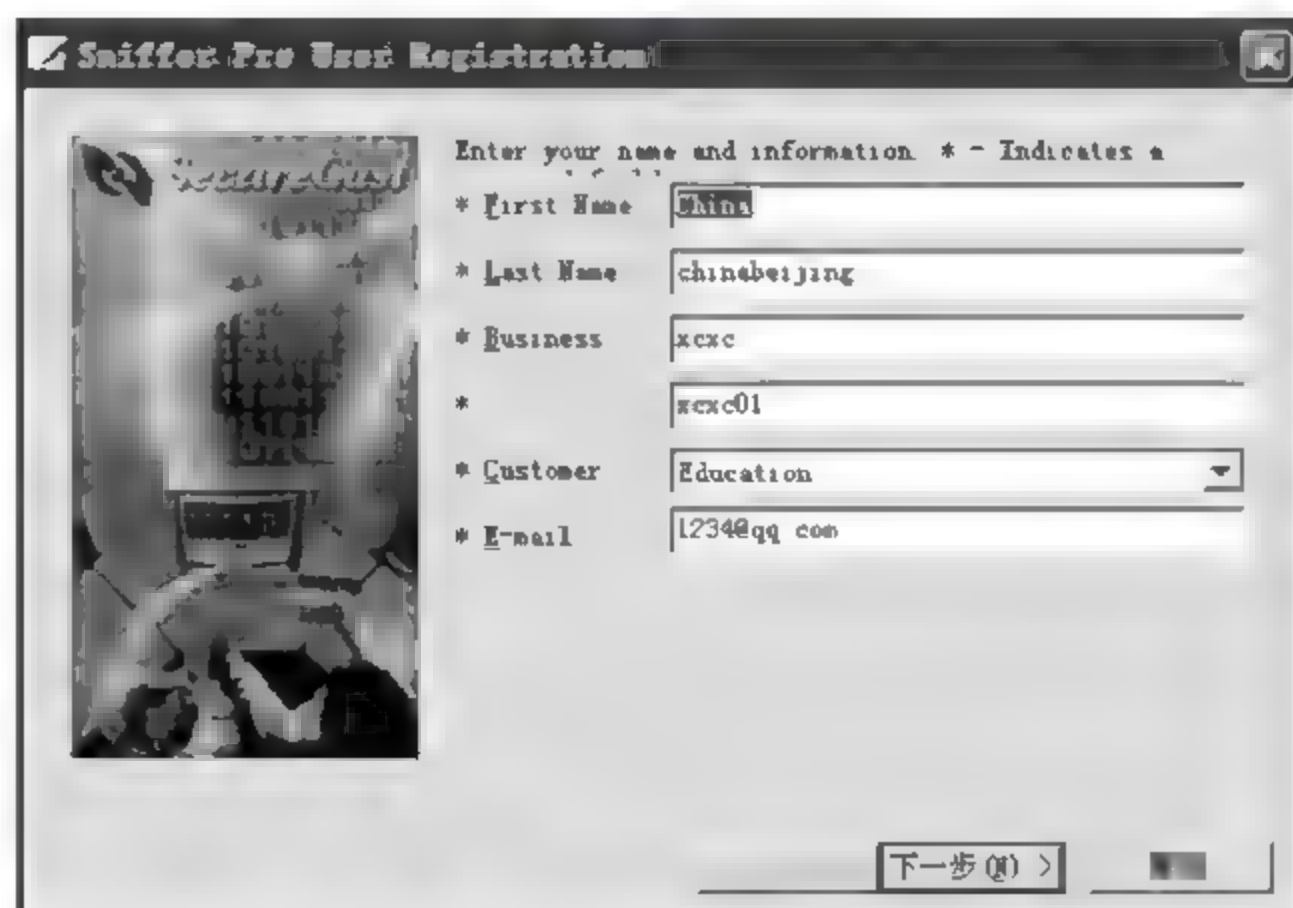 Sniffer Pro User Registration
SecureCast
Enter your name and information. * - Indicates a
* First Name China
* Last Name chinabeijing
* Business xcxc
* xcxc01
* Customer Education
* E-mail 1234@qq.com
下一步(N) >